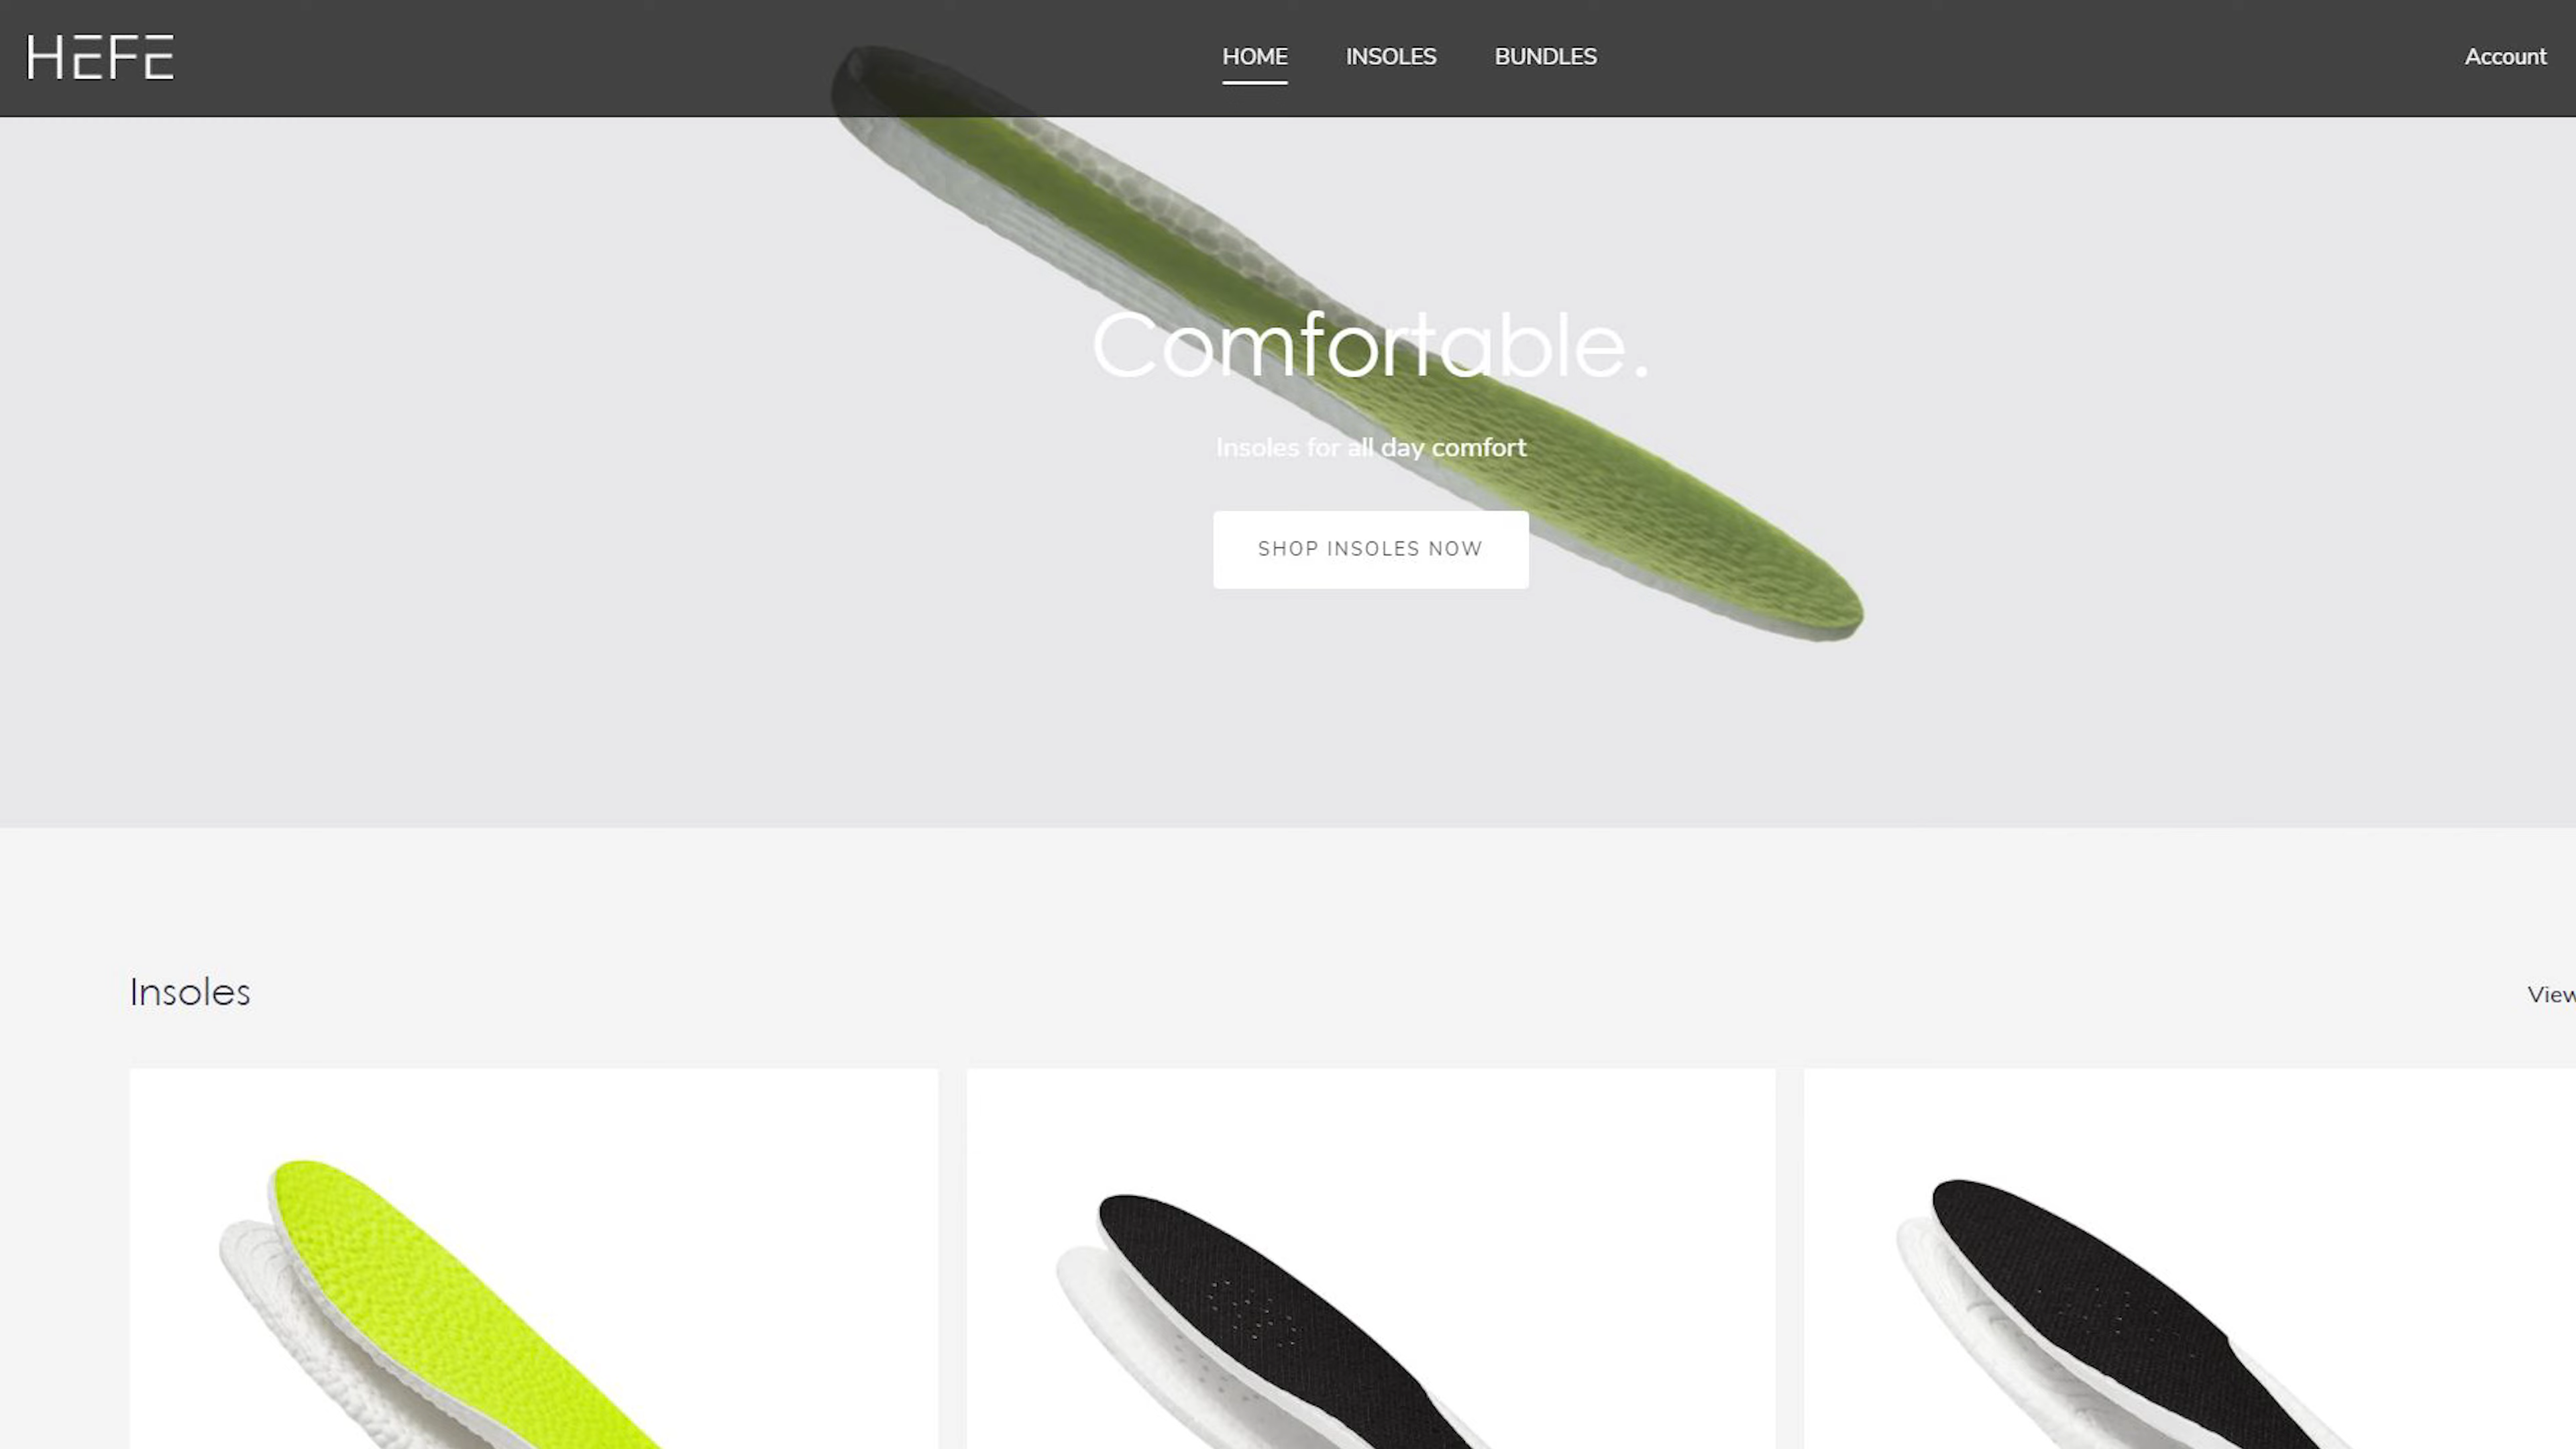 HEFE
HOME INSOLES BUNDLES
Account
Comfortable.
Insoles for all day comfort
SHOP INSOLES NOW
Insoles
View